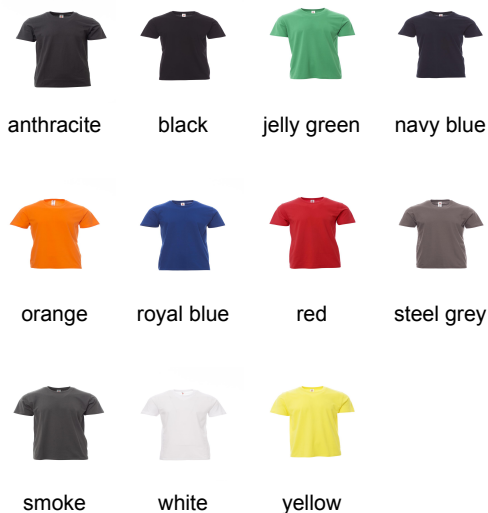 anthracite black jelly green navy blue
orange royal blue red steel grey
smoke white yellow